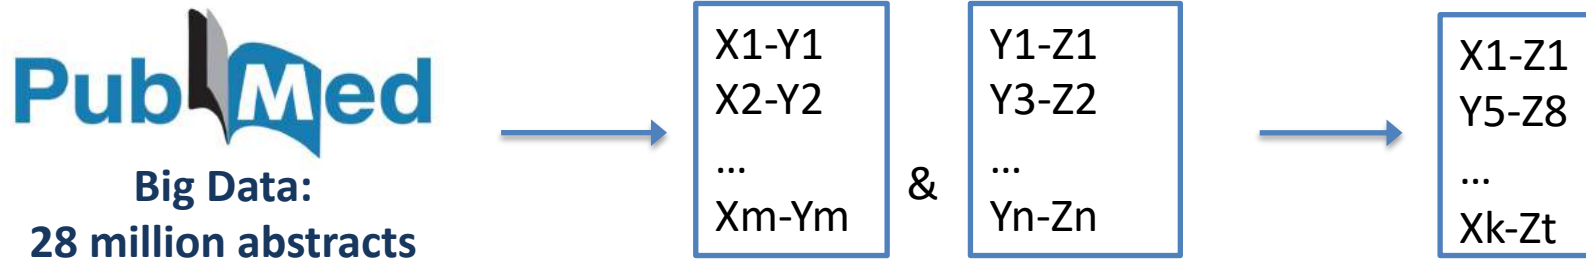 PubMed
Big Data:
28 million abstracts
X1-Y1
X2-Y2
...
Xm-Ym
&
Y1-Z1
Y3-Z2
...
Yn-Zn
X1-Z1
Y5-Z8
...
Xk-Zt